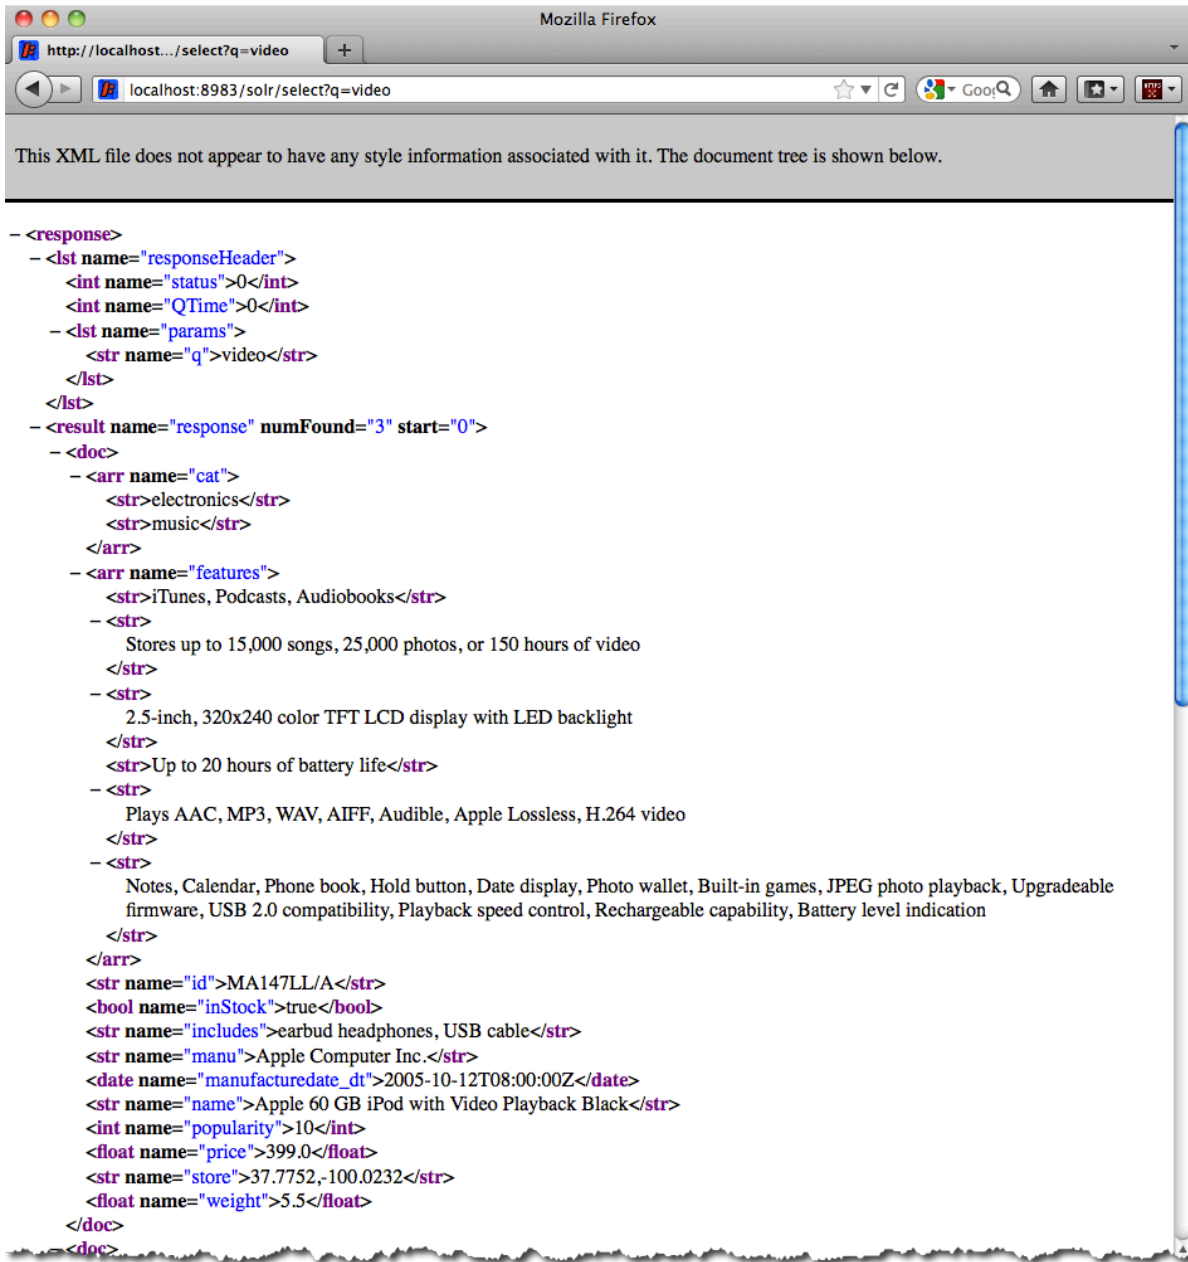 Mozilla Firefox
http://localhost.../select?q=video
+
localhost:8983/solr/select?q=video
Goo
This XML file does not appear to have any style information associated with it. The document tree is shown below.
– <response>
– <lst name="responseHeader">
<int name="status">0</int>
<int name="QTime">0</int>
– <lst name="params">
<str name="q">video</str>
</lst>
</lst>
– <result name="response" numFound="3" start="0">
– <doc>
– <arr name="cat">
<str>electronics</str>
<str>music</str>
</arr>
– <arr name="features">
<str>iTunes, Podcasts, Audiobooks</str>
– <str>
Stores up to 15,000 songs, 25,000 photos, or 150 hours of video
</str>
– <str>
2.5-inch, 320x240 color TFT LCD display with LED backlight
</str>
<str>Up to 20 hours of battery life</str>
– <str>
Plays AAC, MP3, WAV, AIFF, Audible, Apple Lossless, H.264 video
</str>
– <str>
Notes, Calendar, Phone book, Hold button, Date display, Photo wallet, Built-in games, JPEG photo playback, Upgradeable
firmware, USB 2.0 compatibility, Playback speed control, Rechargeable capability, Battery level indication
</str>
</arr>
<str name="id">MA147LL/A</str>
<bool name="inStock">true</bool>
<str name="includes">earbud headphones, USB cable</str>
<str name="manu">Apple Computer Inc.</str>
<date name="manufacturedate_dt">2005-10-12T08:00:00Z</date>
<str name="name">Apple 60 GB iPod with Video Playback Black</str>
<int name="popularity">10</int>
<float name="price">399.0</float>
<str name="store">37.7752,-100.0232</str>
<float name="weight">5.5</float>
</doc>
– <doc>